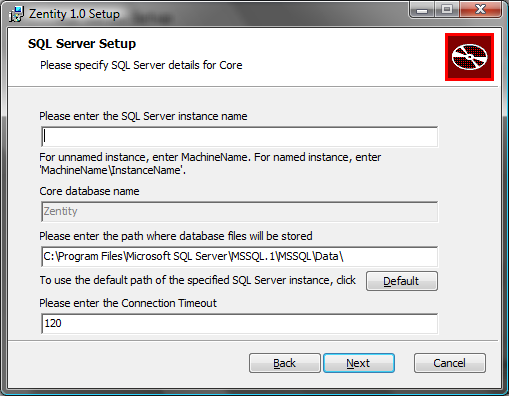 Zentity 1.0 Setup
SQL Server Setup
Please specify SQL Server details for Core
Please enter the SQL Server instance name
For unnamed instance, enter MachineName. For named instance, enter
'MachineName\InstanceName'.
Core database name
Zentity
Please enter the path where database files will be stored
C:\Program Files\Microsoft SQL Server\MSSQL.1\MSSQL\Data\
To use the default path of the specified SQL Server instance, click
Default
Please enter the Connection Timeout
120
Back Next Cancel